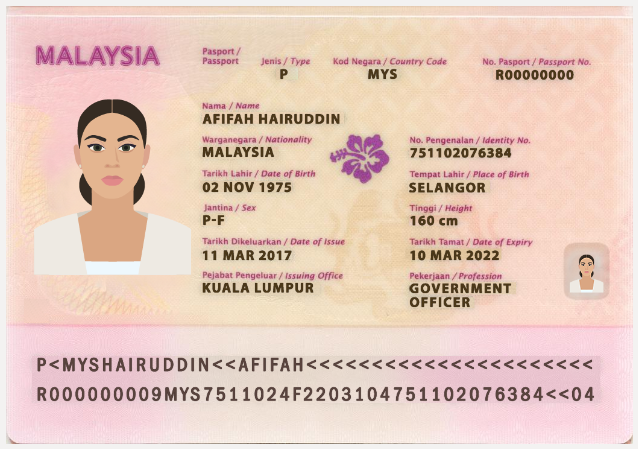 MALAYSIA
Pasport / Passport
Jenis / Type
P
Kod Negara / Country Code
MYS
No. Pasport / Passport No.
R00000000
Nama / Name
AFIFAH HAIRUDDIN
Warganegara / Nationality
MALAYSIA
No. Pengenalan / Identity No.
751102076384
Tarikh Lahir / Date of Birth
02 NOV 1975
Tempat Lahir / Place of Birth
SELANGOR
Jantina / Sex
P-F
Tinggi / Height
160 cm
Tarikh Dikeluarkan / Date of Issue
11 MAR 2017
Tarikh Tamat / Date of Expiry
10 MAR 2022
Pejabat Pengeluar / Issuing Office
KUALA LUMPUR
Pekerjaan / Profession
GOVERNMENT
OFFICER
P<MYSHAIRUDDIN<<AFIFAH<<<<<<<<<<<<<<<<<<<<<<
R000000009MYS7511024F2203104751102076384<<04